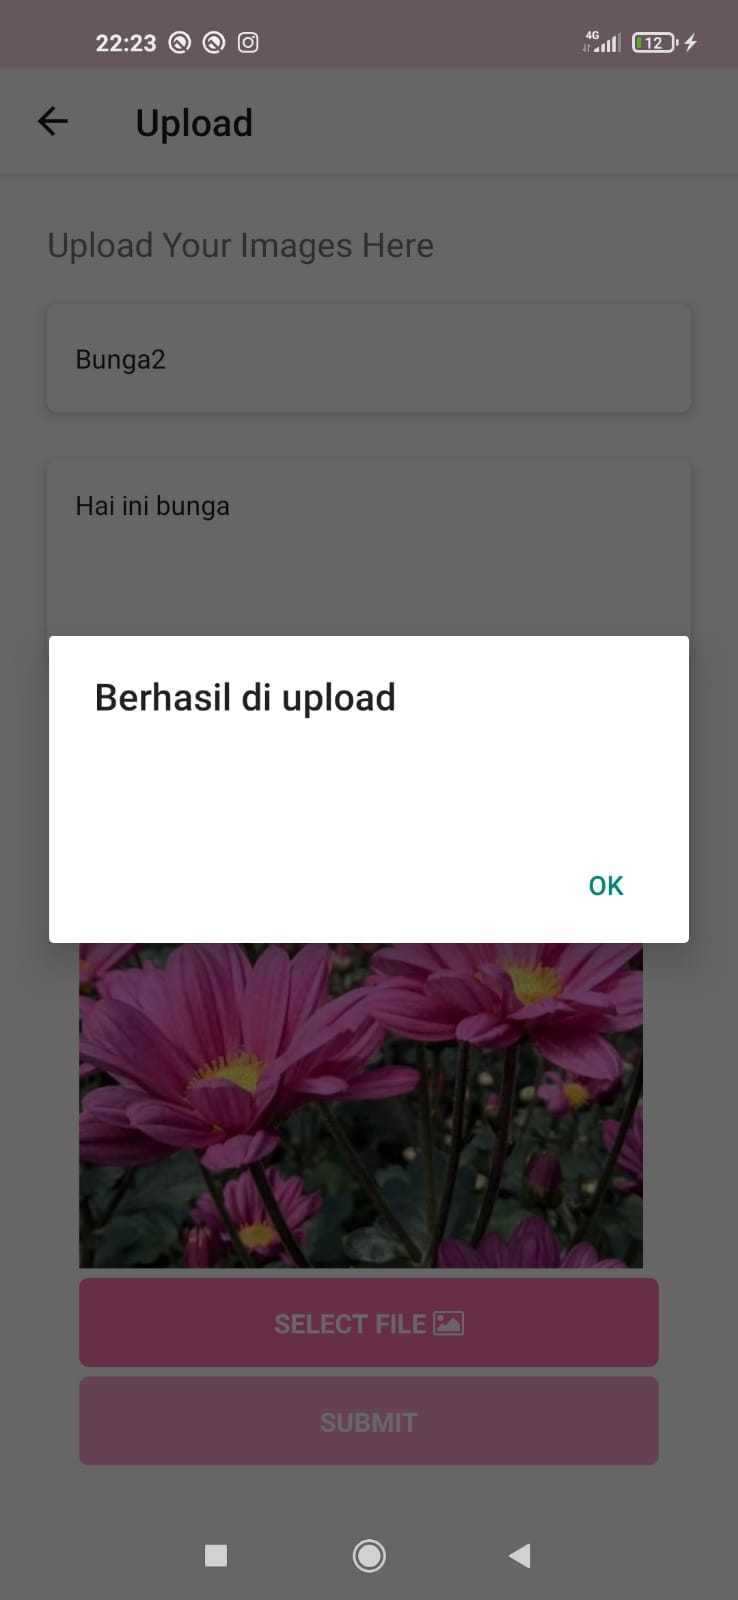 22:23
4G
12
Upload
Upload Your Images Here
Bunga2
Hai ini bunga
Berhasil di upload
OK
SELECT FILE
SUBMIT